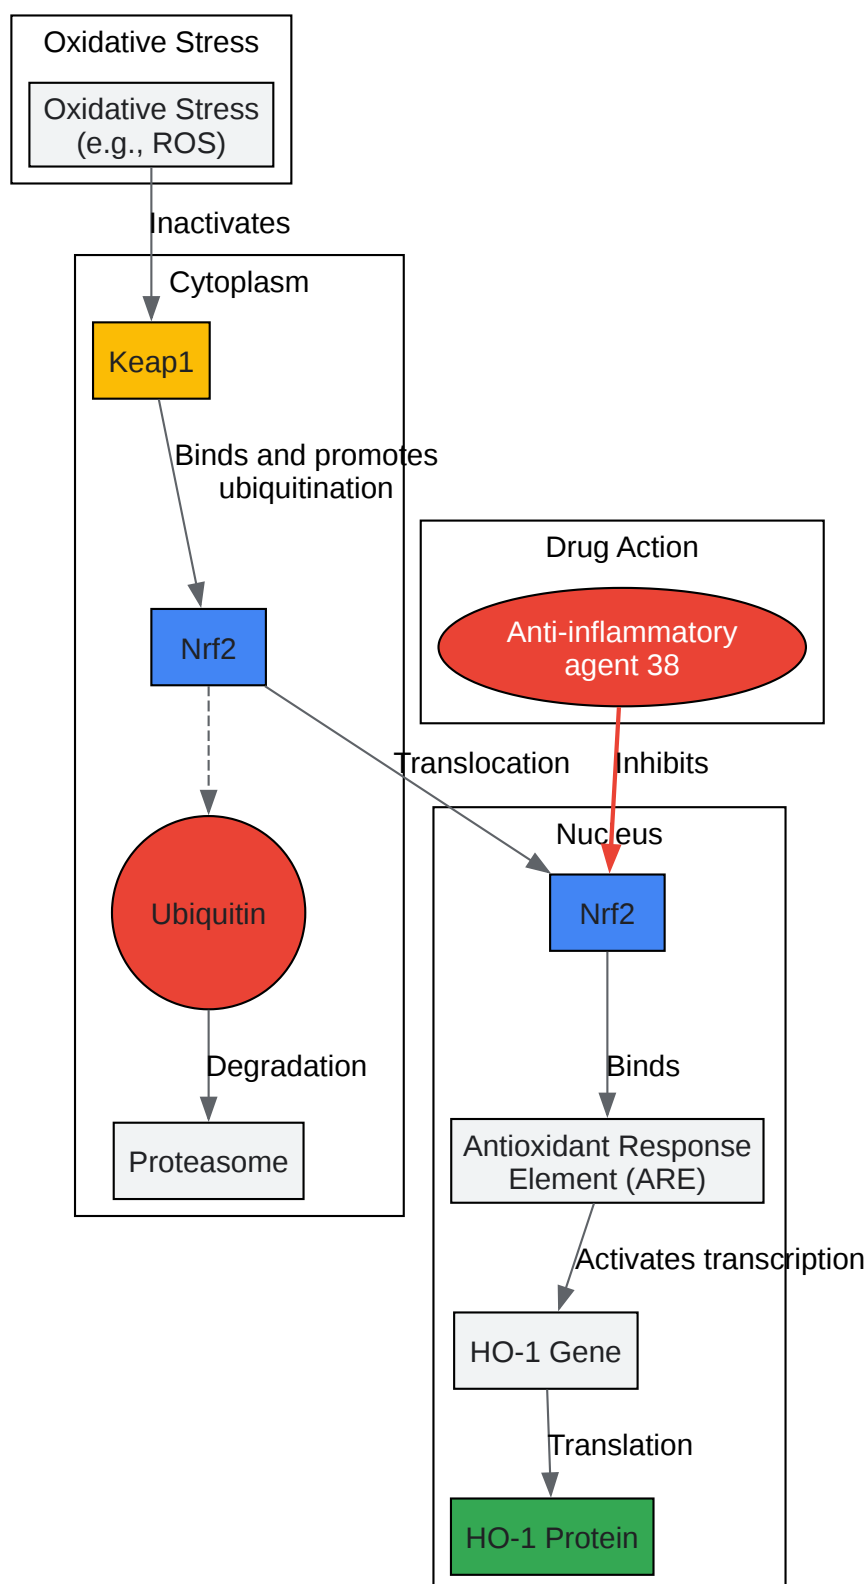 Oxidative Stress
Oxidative Stress
(e.g., ROS)
Inactivates
Cytoplasm
Keap1
Binds and promotes
ubiquitination
Nrf2
Drug Action
Anti-inflammatory
agent 38
Translocation
Inhibits
Nucleus
Ubiquitin
Nrf2
Degradation
Binds
Proteasome
Antioxidant Response
Element (ARE)
Activates transcription
HO-1 Gene
Translation
HO-1 Protein